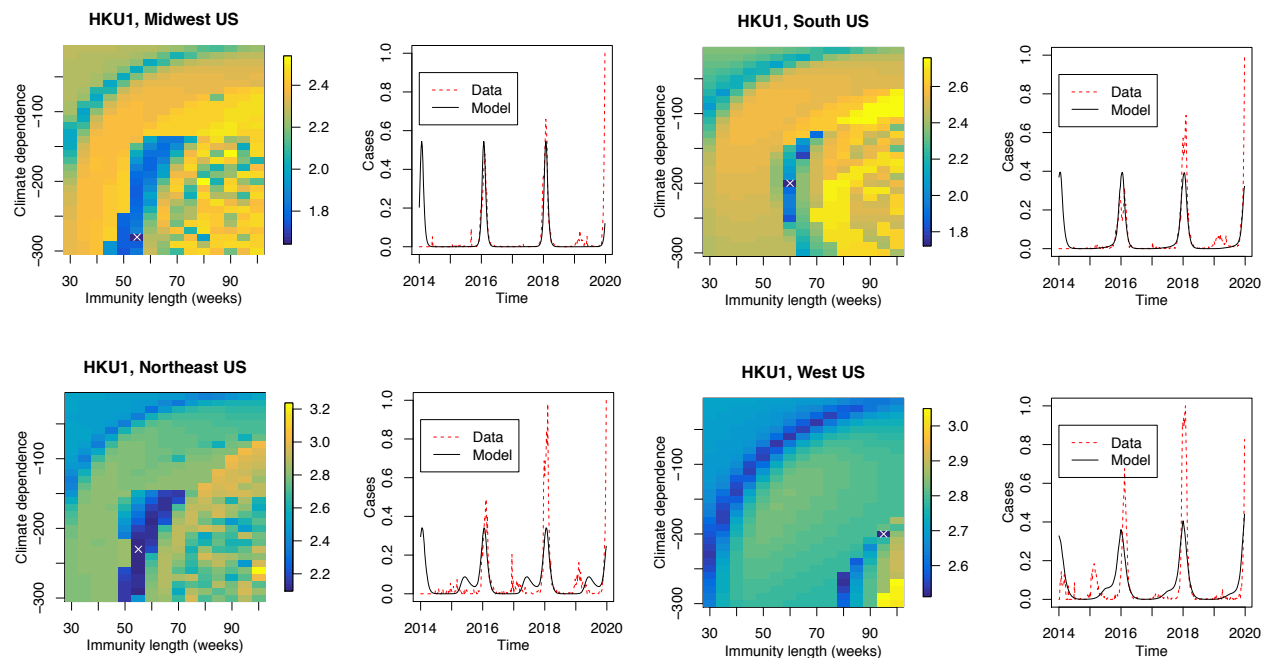 HKU1, Midwest US
Climate dependence
−100
−200
−300
30 50 70 90
Immunity length (weeks)
2.4
2.2
2.0
1.8
Cases
1.0
0.8
0.6
0.4
0.2
0.0
Data
Model
2014 2016 2018 2020
Time
HKU1, South US
Climate dependence
−100
−200
−300
30 50 70 90
Immunity length (weeks)
2.6
2.4
2.2
2.0
1.8
Cases
1.0
0.8
0.6
0.4
0.2
0.0
Data
Model
2014 2016 2018 2020
Time
HKU1, Northeast US
Climate dependence
−100
−200
−300
30 50 70 90
Immunity length (weeks)
3.2
3.0
2.8
2.6
2.4
2.2
Cases
1.0
0.8
0.6
0.4
0.2
0.0
Data
Model
2014 2016 2018 2020
Time
HKU1, West US
Climate dependence
−100
−200
−300
30 50 70 90
Immunity length (weeks)
3.0
2.9
2.8
2.7
2.6
Cases
1.0
0.8
0.6
0.4
0.2
0.0
Data
Model
2014 2016 2018 2020
Time